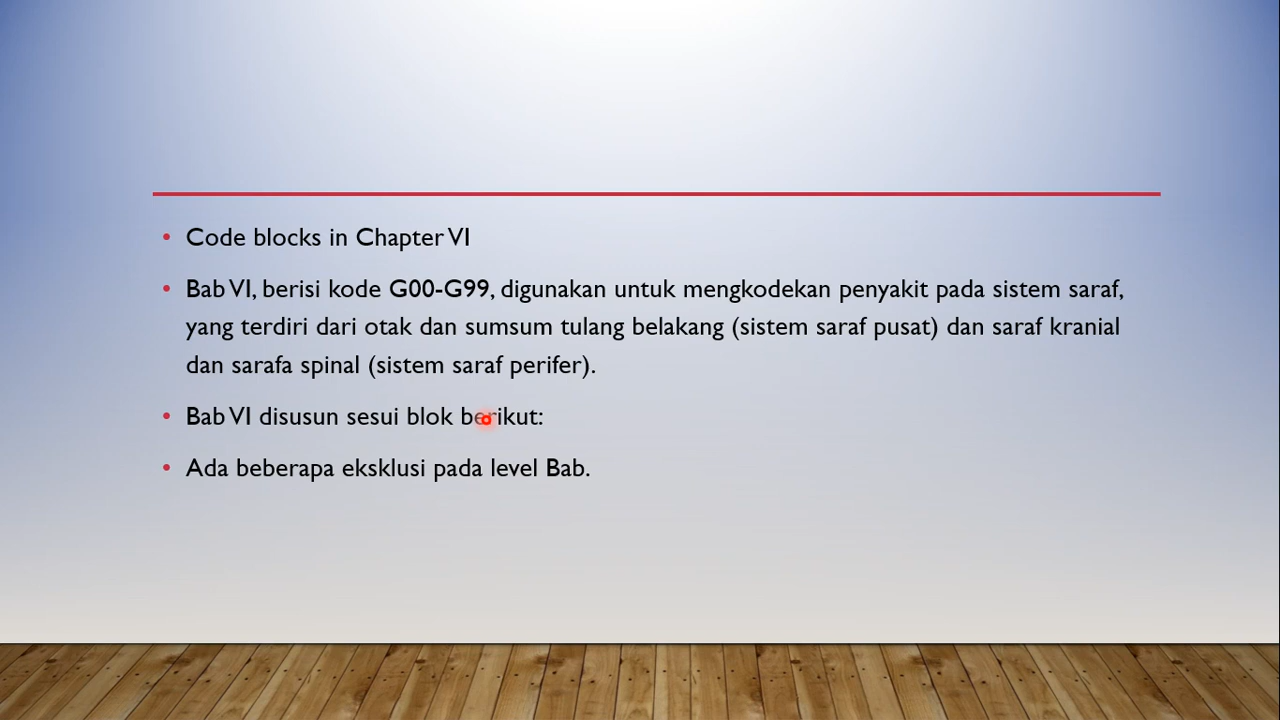 • Code blocks in Chapter VI
• Bab VI, berisi kode G00-G99, digunakan untuk mengkodekan penyakit pada sistem saraf,
yang terdiri dari otak dan sumsum tulang belakang (sistem saraf pusat) dan saraf kranial
dan sarafa spinal (sistem saraf perifer).
• Bab VI disusun sesui blok berikut:
• Ada beberapa eksklusi pada level Bab.